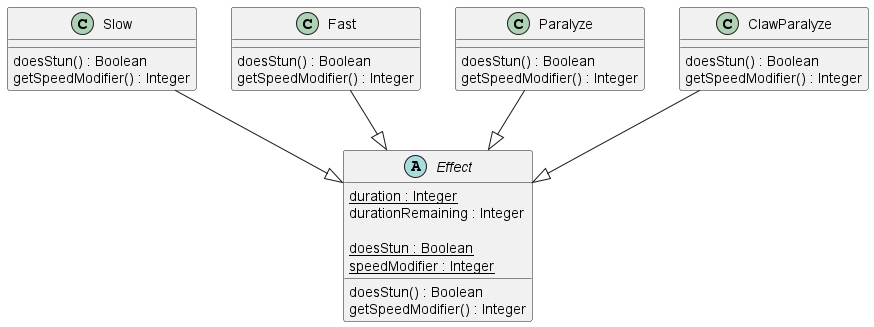 C Slow
doesStun() : Boolean
getSpeedModifier() : Integer
C Fast
doesStun() : Boolean
getSpeedModifier() : Integer
C Paralyze
doesStun() : Boolean
getSpeedModifier() : Integer
C ClawParalyze
doesStun() : Boolean
getSpeedModifier() : Integer
A Effect
duration : Integer
durationRemaining : Integer
doesStun : Boolean
speedModifier : Integer
doesStun() : Boolean
getSpeedModifier() : Integer